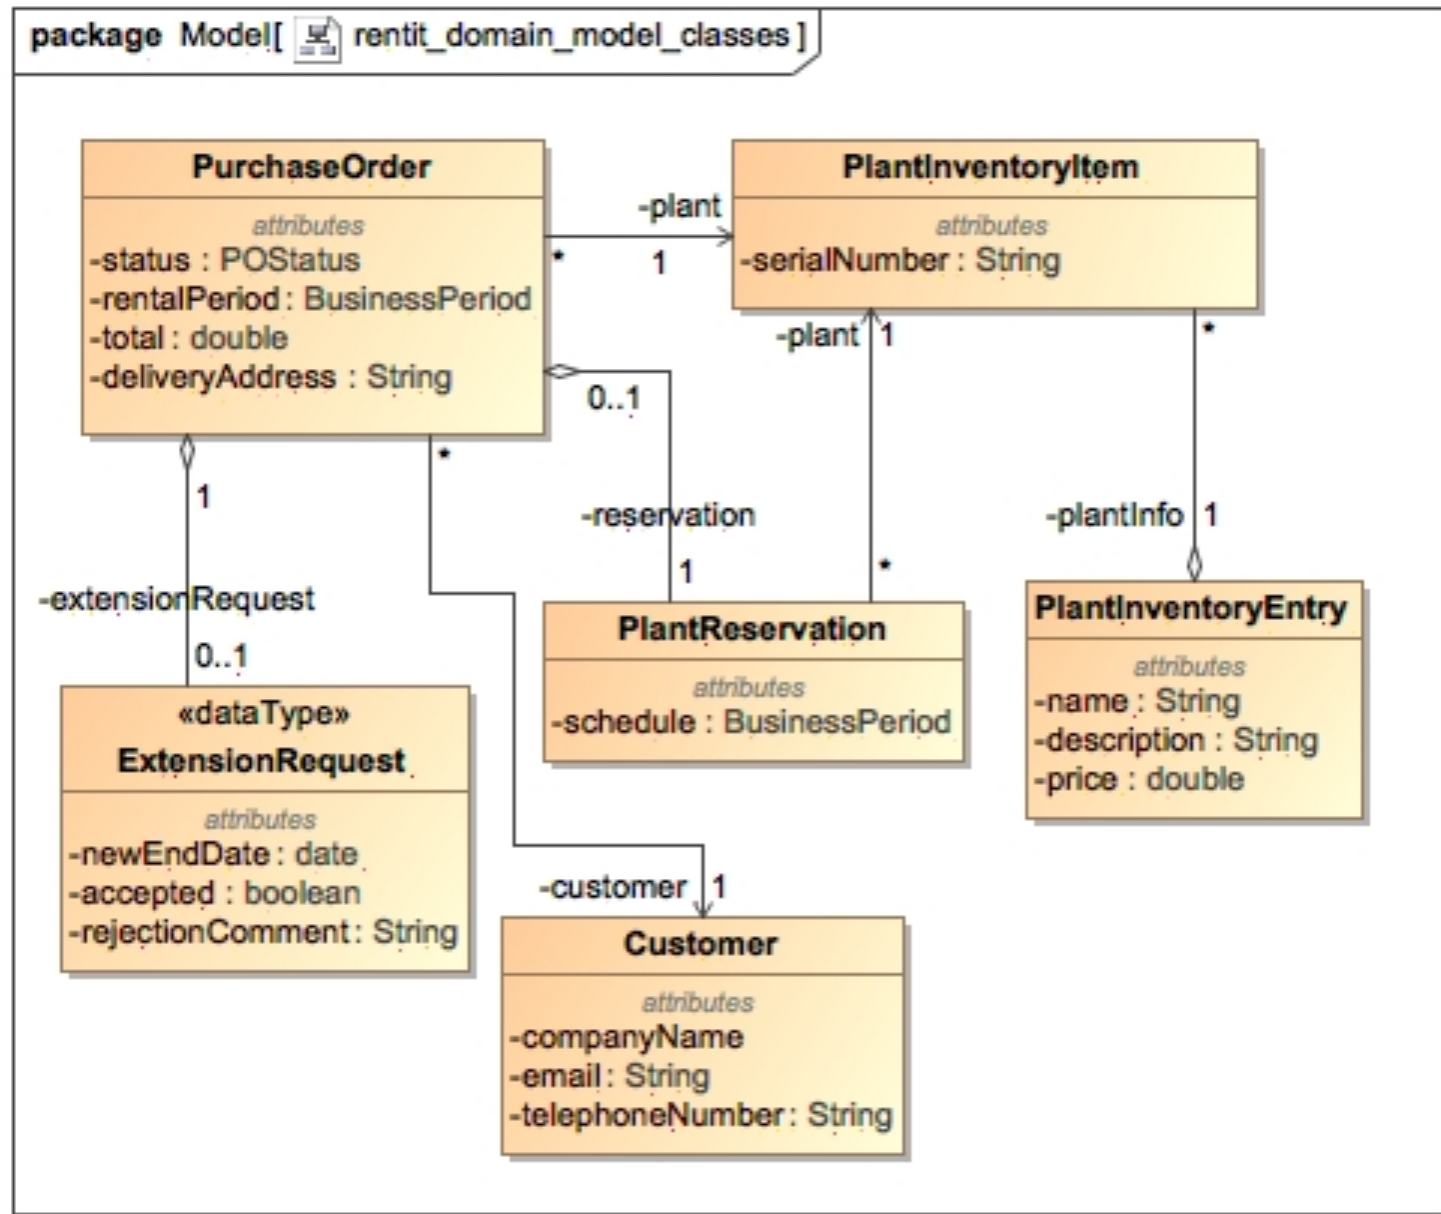 package Model[ rentit_domain_model_classes ]
PurchaseOrder
attributes
-status : POStatus
-rentalPeriod : BusinessPeriod
-total : double
-deliveryAddress : String
-plant
*
1
PlantInventoryItem
attributes
-serialNumber : String
-plant 1
*
0..1
*
1
-reservation
1
*
-plantInfo 1
-extensionRequest
0..1
PlantReservation
attributes
-schedule : BusinessPeriod
PlantInventoryEntry
attributes
-name : String
-description : String
-price : double
«dataType»
ExtensionRequest
attributes
-newEndDate : date
-accepted : boolean
-rejectionComment : String
-customer 1
Customer
attributes
-companyName
-email : String
-telephoneNumber : String